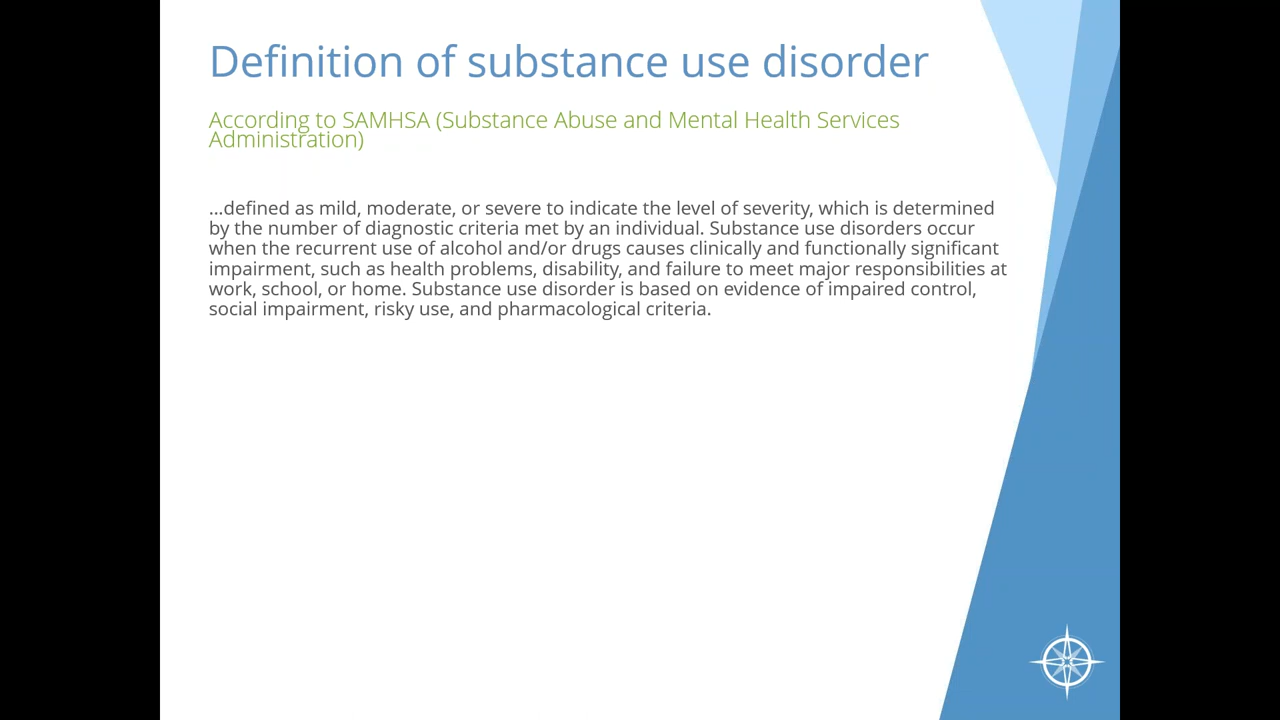 Definition of substance use disorder
According to SAMHSA (Substance Abuse and Mental Health Services
Administration)
...defined as mild, moderate, or severe to indicate the level of severity, which is determined
by the number of diagnostic criteria met by an individual. Substance use disorders occur
when the recurrent use of alcohol and/or drugs causes clinically and functionally significant
impairment, such as health problems, disability, and failure to meet major responsibilities at
work, school, or home. Substance use disorder is based on evidence of impaired control,
social impairment, risky use, and pharmacological criteria.